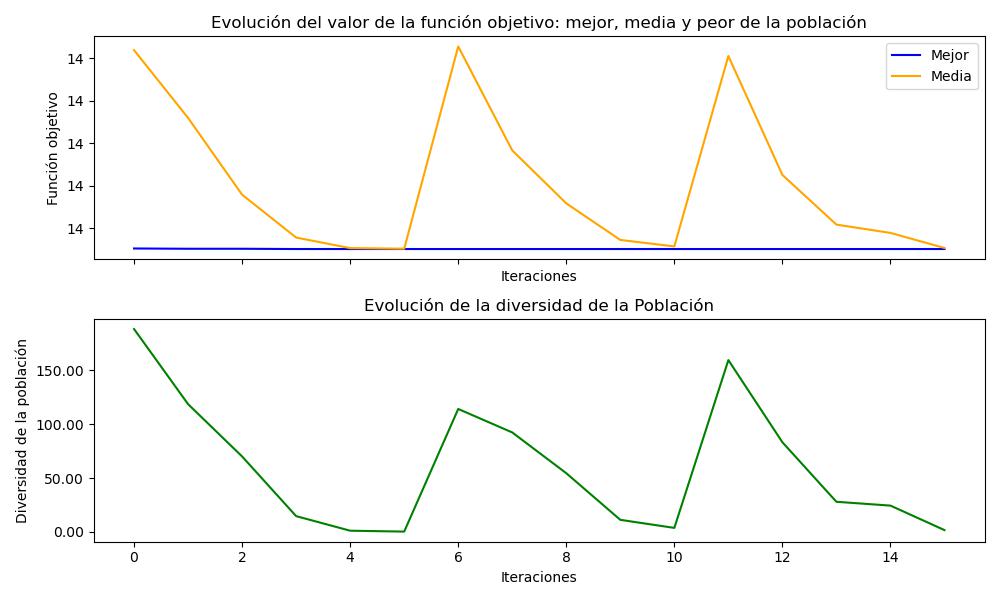 Evolución del valor de la función objetivo: mejor, media y peor de la población
14
14
14
14
14
Función objetivo
Mejor
Media
Iteraciones
Evolución de la diversidad de la Población
150.00
100.00
50.00
0.00
Diversidad de la población
0 2 4 6 8 10 12 14
Iteraciones